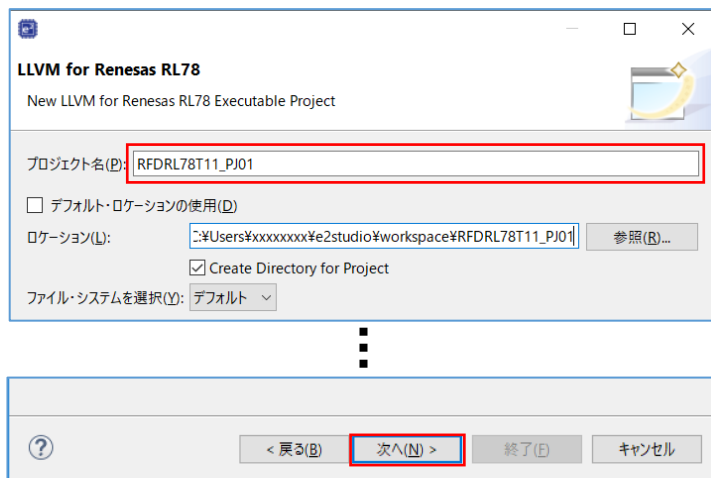 LLVM for Renesas RL78
New LLVM for Renesas RL78 Executable Project
プロジェクト名(P): RFDRL78T11_PJ01
デフォルト・ロケーションの使用(D)
ロケーション(L): C:¥Users¥xxxxxxxx¥e2studio¥workspace¥RFDRL78T11_PJ01 参照(R)...
Create Directory for Project
ファイル・システムを選択(Y): デフォルト
< 戻る(B) 次へ(N) > 終了(F) キャンセル